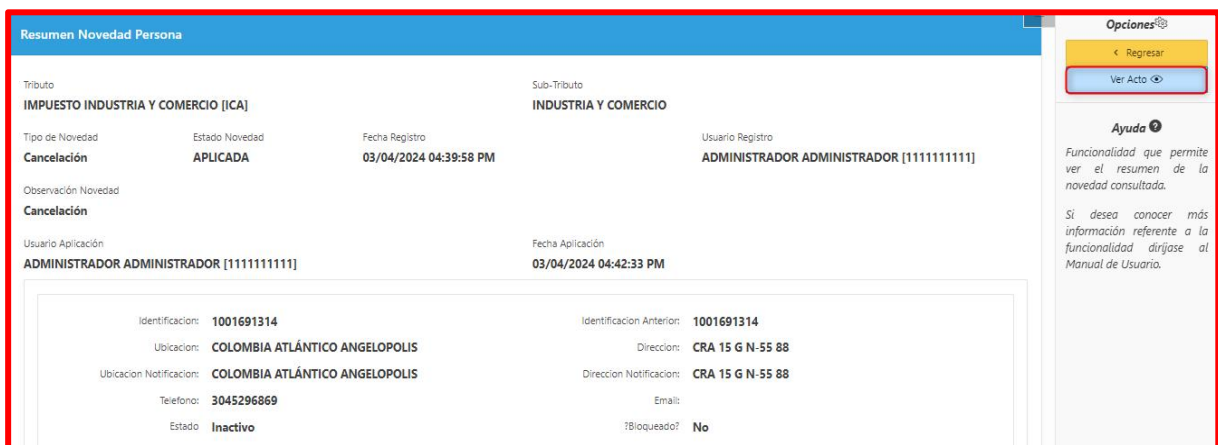 Resumen Novedad Persona
Opciones
< Regresar
Ver Acto
Tributo
Sub-Tributo
IMPUESTO INDUSTRIA Y COMERCIO [ICA]
INDUSTRIA Y COMERCIO
Tipo de Novedad
Estado Novedad
Fecha Registro
Usuario Registro
Cancelación
APLICADA
03/04/2024 04:39:58 PM
ADMINISTRADOR ADMINISTRADOR [1111111111]
Observación Novedad
Cancelación
Usuario Aplicación
Fecha Aplicación
ADMINISTRADOR ADMINISTRADOR [1111111111]
03/04/2024 04:42:33 PM
Identificacion: 1001691314
Identificacion Anterior: 1001691314
Ubicacion: COLOMBIA ATLÁNTICO ANGELOPOLIS
Direccion: CRA 15 G N-55 88
Ubicacion Notificacion: COLOMBIA ATLÁNTICO ANGELOPOLIS
Direccion Notificacion: CRA 15 G N-55 88
Telefono: 3045296869
Email:
Estado Inactivo
?Bloqueado? No
Ayuda ?
Funcionalidad que permite
ver el resumen de la
novedad consultada.
Si desea conocer más
información referente a la
funcionalidad diríjase al
Manual de Usuario.